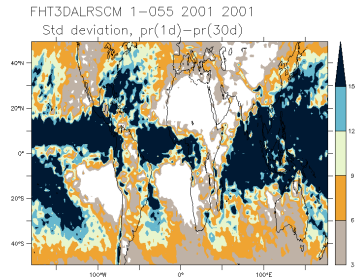 FHT3DALRSCM 1-055 2001 2001
Std deviation, pr(1d)-pr(30d)
40°N
20°N
0°
20°S
40°S
100°W 0° 100°E
15
12
9
6
3